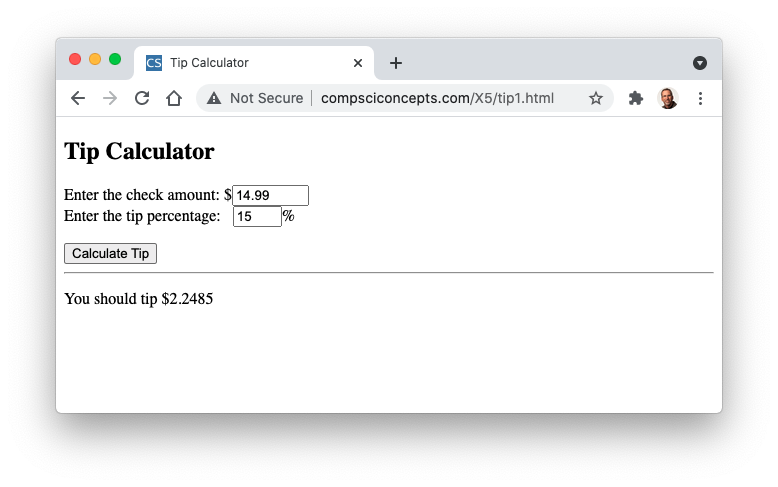 CS Tip Calculator
Not Secure | compsciconcepts.com/X5/tip1.html
Tip Calculator
Enter the check amount: $14.99
Enter the tip percentage: 15%
Calculate Tip
You should tip $2.2485